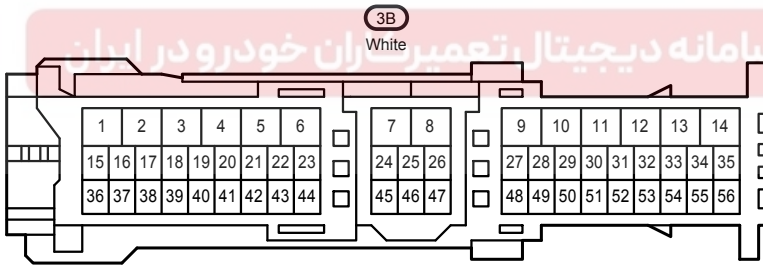 3B
سامانه دیجیتال تعمیرکاران خودرو در ایران
White
1 2 3 4 5 6 7 8 9 10 11 12 13 14
15 16 17 18 19 20 21 22 23 24 25 26 27 28 29 30 31 32 33 34 35
36 37 38 39 40 41 42 43 44 45 46 47 48 49 50 51 52 53 54 55 56